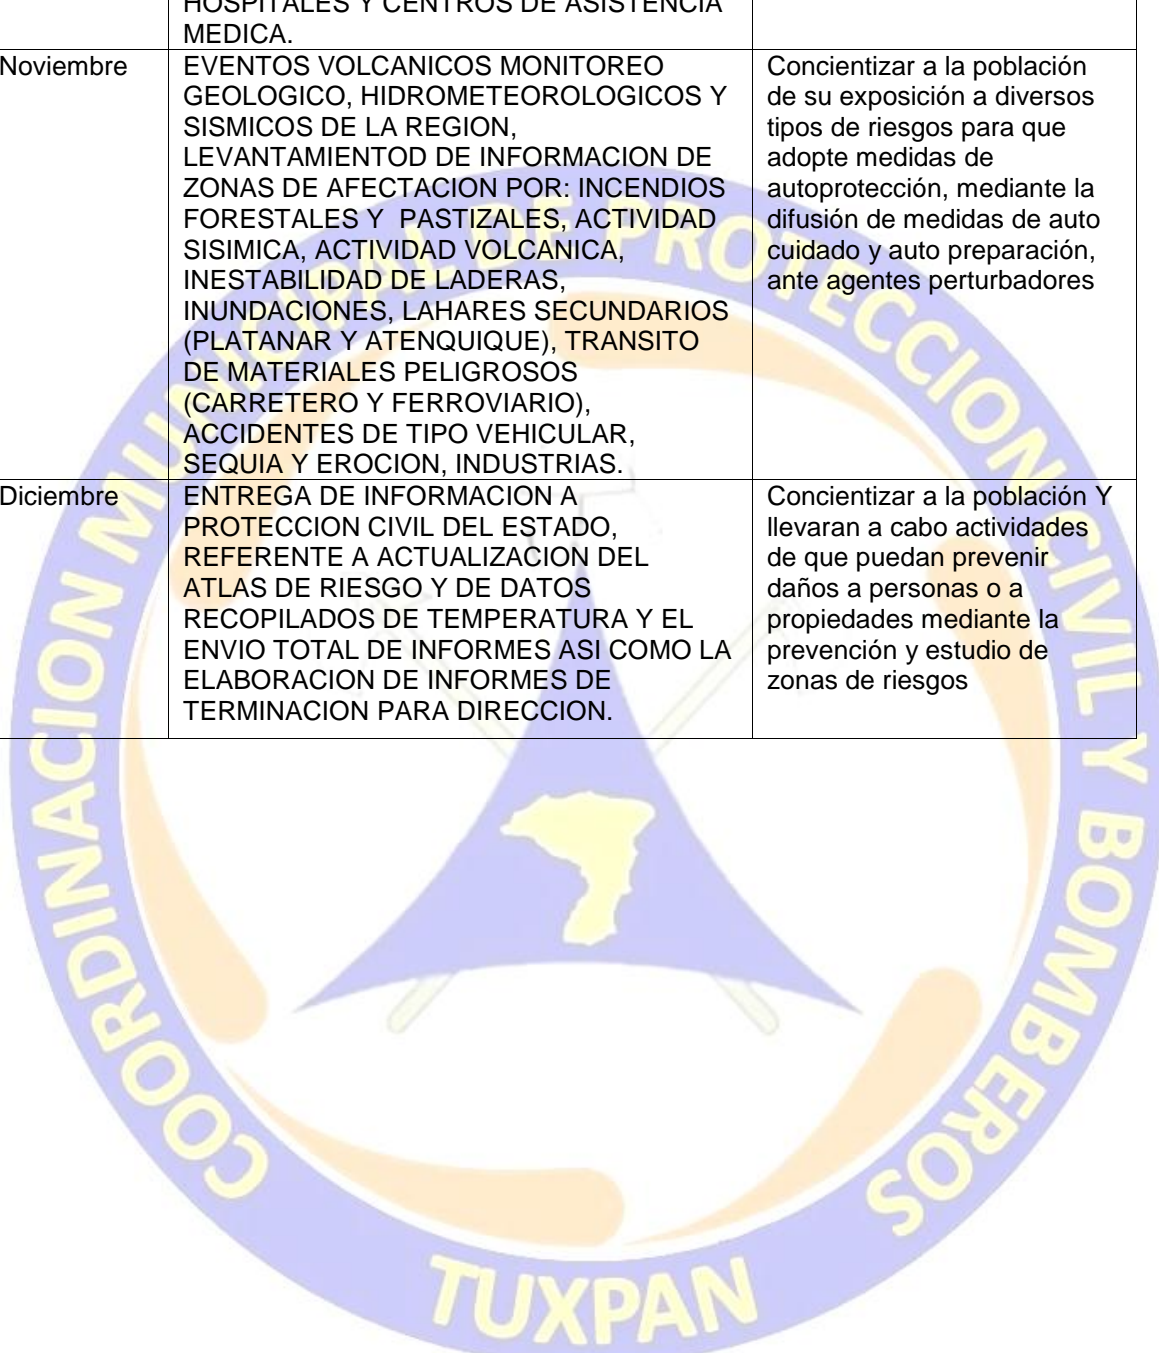 HOSPITALES Y CENTROS DE ASISTENCIA
MEDICA.
Noviembre
EVENTOS VOLCANICOS MONITOREO
GEOLOGICO, HIDROMETEOROLOGICOS Y
SISMICOS DE LA REGION,
LEVANTAMIENTOD DE INFORMACION DE
ZONAS DE AFECTACION POR: INCENDIOS
FORESTALES Y  PASTIZALES, ACTIVIDAD
SISIMICA, ACTIVIDAD VOLCANICA,
INESTABILIDAD DE LADERAS,
INUNDACIONES, LAHARES SECUNDARIOS
(PLATANAR Y ATENQUIQUE), TRANSITO
DE MATERIALES PELIGROSOS
(CARRETERO Y FERROVIARIO),
ACCIDENTES DE TIPO VEHICULAR,
SEQUIA Y EROCION, INDUSTRIAS.
Concientizar a la población
de su exposición a diversos
tipos de riesgos para que
adopte medidas de
autoprotección, mediante la
difusión de medidas de auto
cuidado y auto preparación,
ante agentes perturbadores
Diciembre
ENTREGA DE INFORMACION A
PROTECCION CIVIL DEL ESTADO,
REFERENTE A ACTUALIZACION DEL
ATLAS DE RIESGO Y DE DATOS
RECOPILADOS DE TEMPERATURA Y EL
ENVIO TOTAL DE INFORMES ASI COMO LA
ELABORACION DE INFORMES DE
TERMINACION PARA DIRECCION.
Concientizar a la población Y
llevaran a cabo actividades
de que puedan prevenir
daños a personas o a
propiedades mediante la
prevención y estudio de
zonas de riesgos
COORDINACION MUNICIPAL DE PROTECCION CIVIL Y BOMBEROS
TUXPAN